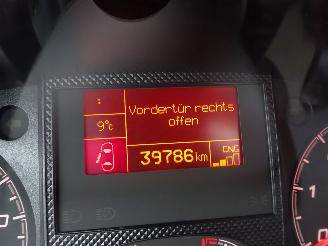 :
Vordertür rechts
offen
9°c
39786 km
CNG